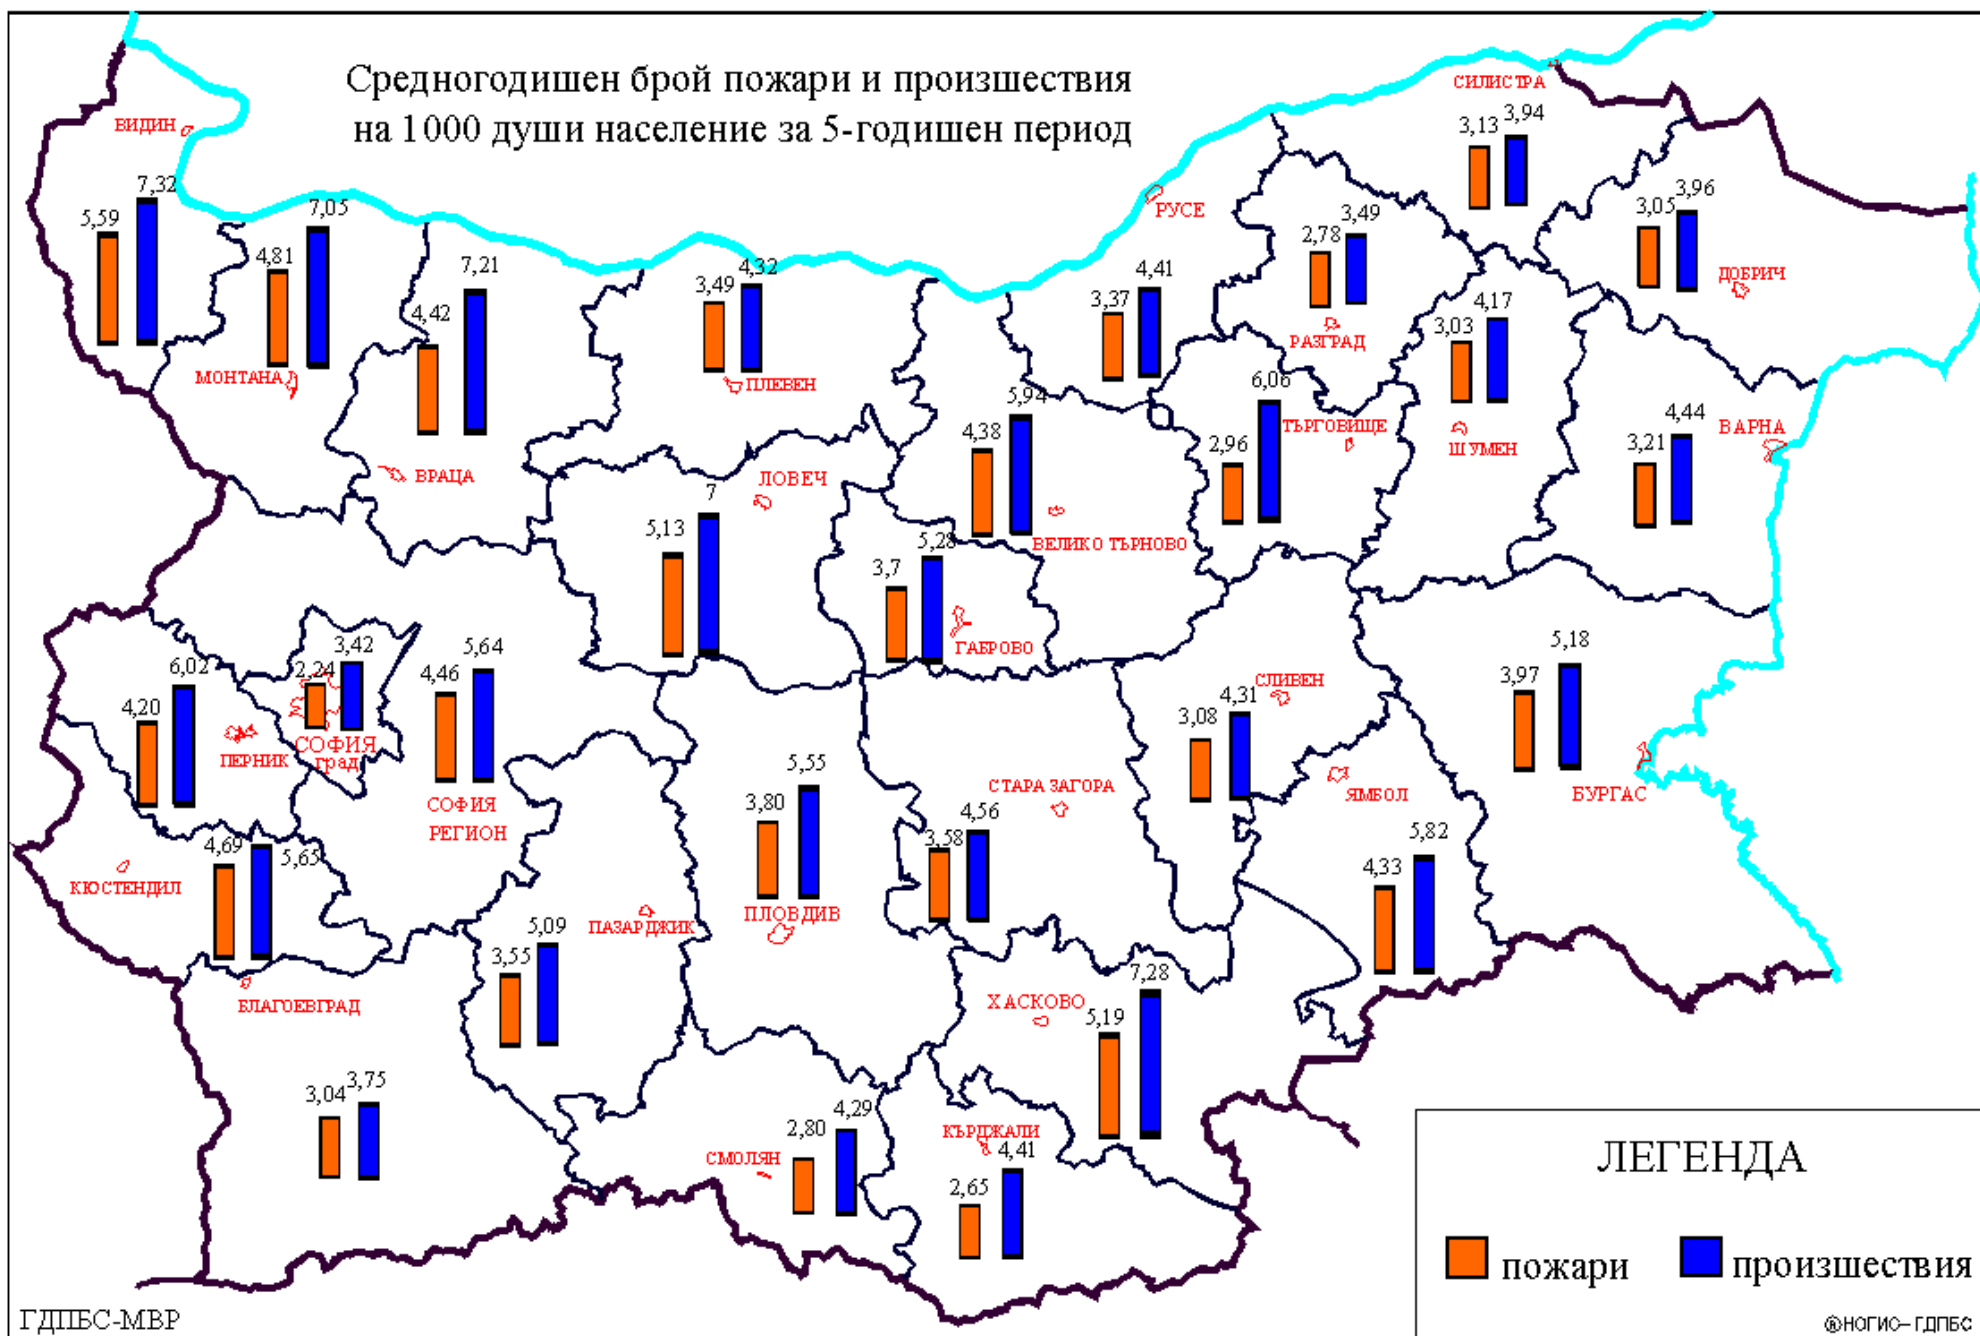 Средногодишен брой пожари и произшествия
на 1000 души население за 5-годишен период
ВИДИН
5,59
7,32
МОНТАНА
4,81
7,05
ВРАЦА
4,42
7,21
ПЛЕВЕН
3,49
4,32
РУСЕ
3,37
4,41
СИЛИСТРА
3,13
3,94
РАЗГРАД
2,78
3,49
ДОБРИЧ
3,05
3,96
ШУМЕН
3,03
4,17
ТЪРГОВИЩЕ
2,96
6,06
ВАРНА
3,21
4,44
ВЕЛИКО ТЪРНОВО
4,38
5,94
ЛОВЕЧ
5,13
7
ГАБРОВО
3,7
5,28
ПЕРНИК
4,20
6,02
СОФИЯ
град
2,24
3,42
СОФИЯ
РЕГИОН
4,46
5,64
КЮСТЕНДИЛ
4,69
5,65
ПАЗАРДЖИК
3,55
5,09
ПЛОВДИВ
3,80
5,55
СТАРА ЗАГОРА
3,58
4,56
СЛИВЕН
3,08
4,31
ЯМБОЛ
4,33
5,82
БУРГАС
3,97
5,18
БЛАГОЕВГРАД
3,04
3,75
СМОЛЯН
2,80
4,29
КЪРДЖАЛИ
2,65
4,41
ХАСКОВО
5,19
7,28
ЛЕГЕНДА
пожари
произшествия
ГДПБС-МВР
®НОГИО–ГДПБС